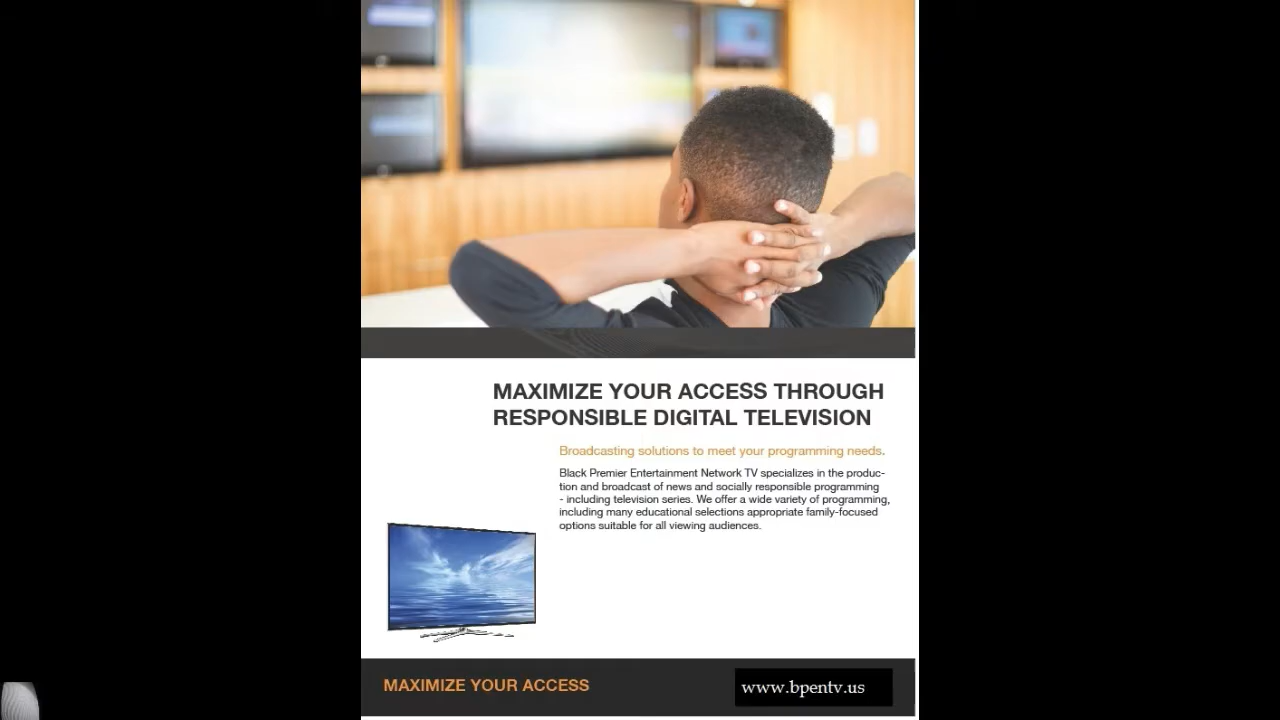 MAXIMIZE YOUR ACCESS THROUGH
RESPONSIBLE DIGITAL TELEVISION
Broadcasting solutions to meet your programming needs.
Black Premier Entertainment Network TV specializes in the produc-
tion and broadcast of news and socially responsible programming
- including television series. We offer a wide variety of programming,
including many educational selections appropriate family-focused
options suitable for all viewing audiences.
MAXIMIZE YOUR ACCESS
www.bpentv.us